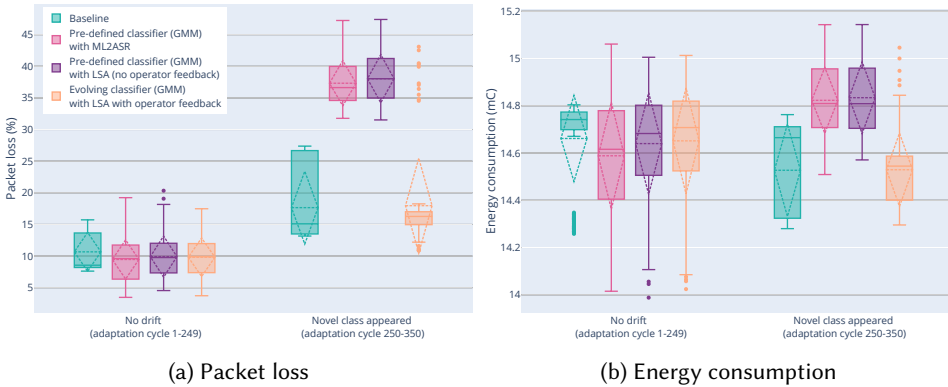 Baseline
Pre-defined classifier (GMM)
with ML2ASR
Pre-defined classifier (GMM)
with LSA (no operator feedback)
Evolving classifier (GMM)
with LSA with operator feedback
Packet loss (%)
45
40
35
30
25
20
15
10
5
No drift
(adaptation cycle 1-249)
Novel class appeared
(adaptation cycle 250-350)
(a) Packet loss
Energy consumption (mC)
15.2
15
14.8
14.6
14.4
14.2
14
No drift
(adaptation cycle 1-249)
Novel class appeared
(adaptation cycle 250-350)
(b) Energy consumption